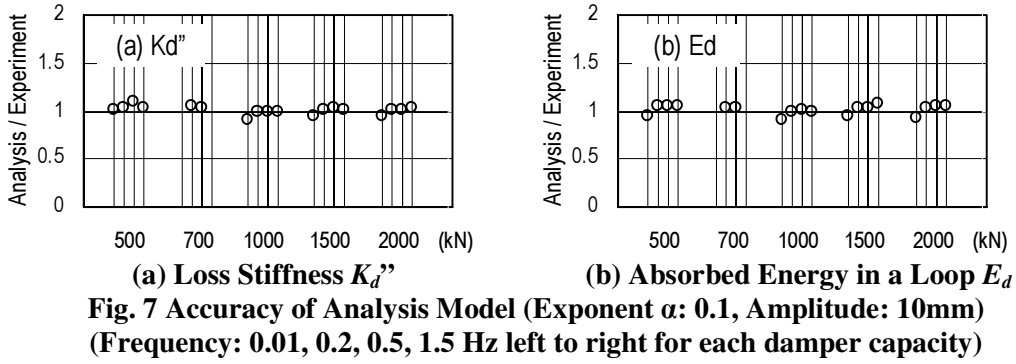 2
1.5
1
0.5
0
Analysis / Experiment
(a) Kd”
500 700 1000 1500 2000 (kN)
(a) Loss Stiffness Kd”
2
1.5
1
0.5
0
Analysis / Experiment
(b) Ed
500 700 1000 1500 2000 (kN)
(b) Absorbed Energy in a Loop Ed
Fig. 7 Accuracy of Analysis Model (Exponent α: 0.1, Amplitude: 10mm)
(Frequency: 0.01, 0.2, 0.5, 1.5 Hz left to right for each damper capacity)